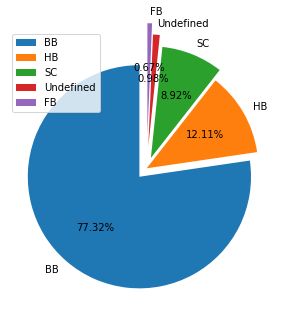 FB
Undefined
SC
HB
BB
BB
HB
SC
Undefined
FB
0.67%
0.98%
8.92%
12.11%
77.32%